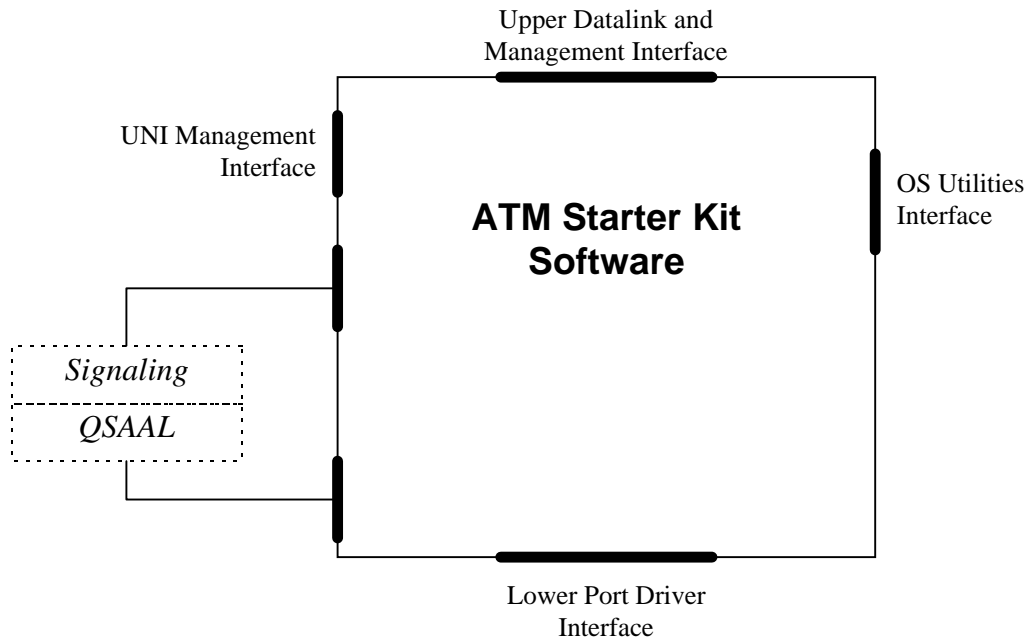 Upper Datalink and
Management Interface
UNI Management
Interface
OS Utilities
Interface
ATM Starter Kit
Software
Signaling
QSAAL
Lower Port Driver
Interface